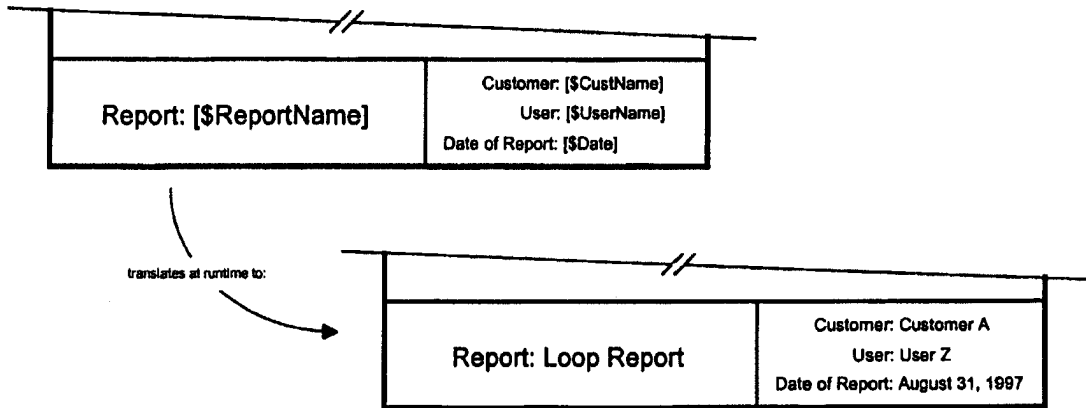 Report: [$ReportName]
Customer: [$CustName]
User: [$UserName]
Date of Report: [$Date]
translates at runtime to:
Report: Loop Report
Customer: Customer A
User: User Z
Date of Report: August 31, 1997